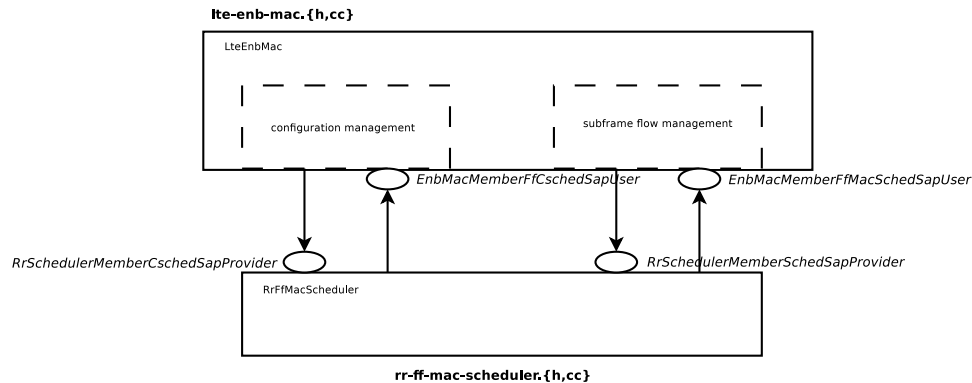 lte-enb-mac.{h,cc}
LteEnbMac
configuration management
subframe flow management
EnbMacMemberFfCschedSapUser
EnbMacMemberFfMacSchedSapUser
RrSchedulerMemberCschedSapProvider
RrSchedulerMemberSchedSapProvider
RrFfMacScheduler
rr-ff-mac-scheduler.{h,cc}